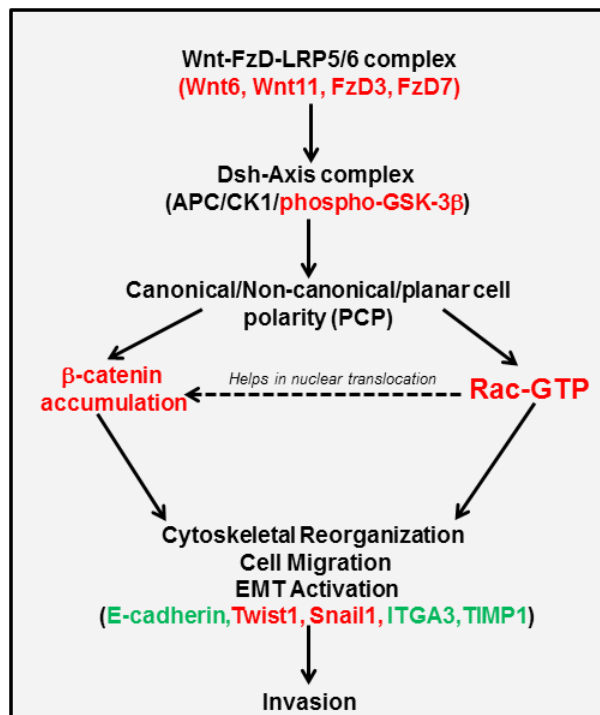 Wnt-FzD-LRP5/6 complex
(Wnt6, Wnt11, FzD3, FzD7)
Dsh-Axis complex
(APC/CK1/phospho-GSK-3β)
Canonical/Non-canonical/planar cell
polarity (PCP)
β-catenin
accumulation
Helps in nuclear translocation
Rac-GTP
Cytoskeletal Reorganization
Cell Migration
EMT Activation
(E-cadherin,Twist1, Snail1, ITGA3,TIMP1)
Invasion